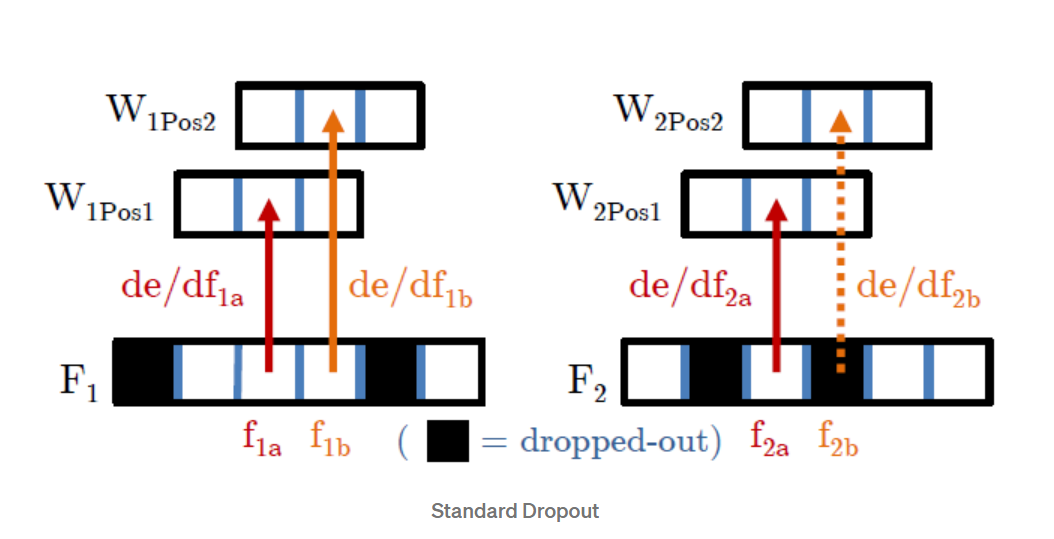 W1Pos2 W2Pos2
W1Pos1 W2Pos1
de/df1a de/df1b de/df2a de/df2b
F1 F2
f1a f1b ( = dropped-out) f2a f2b
Standard Dropout